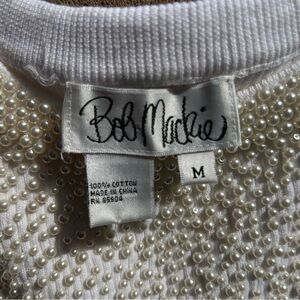 Bob Mackie
M
100% COTTON
MADE IN CHINA
RN 85904